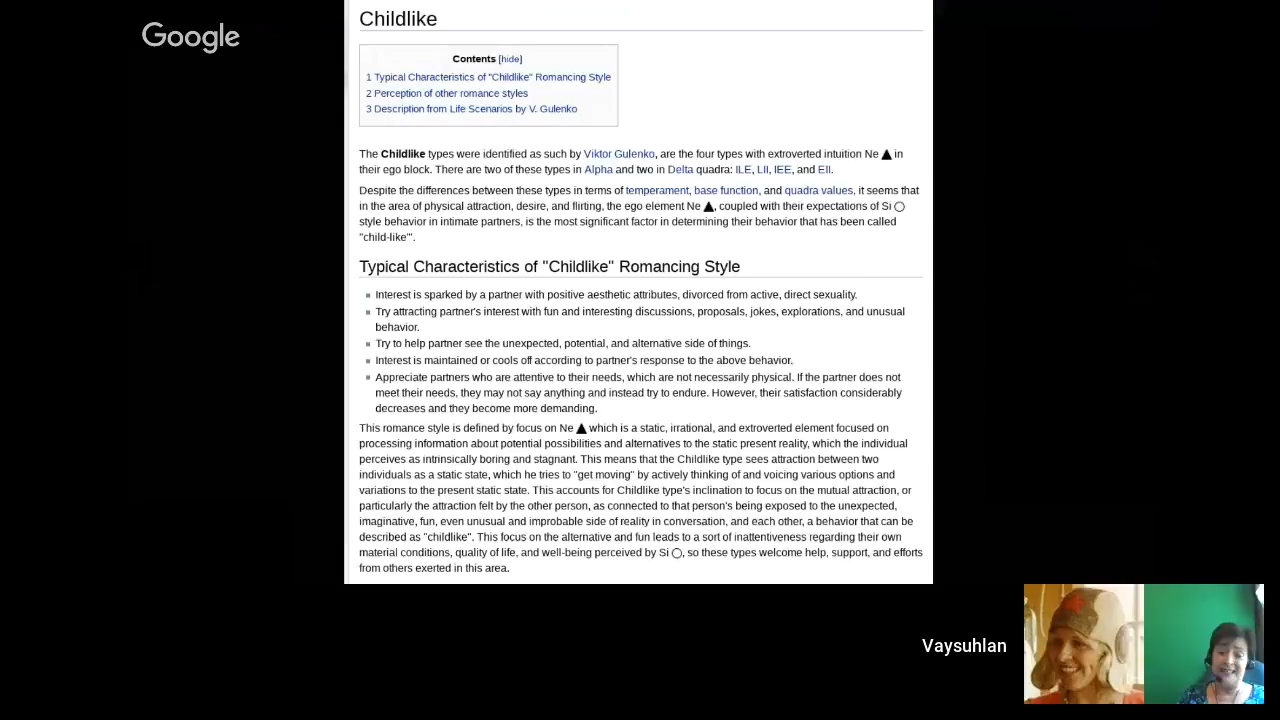 Google
Childlike
Contents [hide]
1 Typical Characteristics of "Childlike" Romancing Style
2 Perception of other romance styles
3 Description from Life Scenarios by V. Gulenko
The Childlike types were identified as such by Viktor Gulenko, are the four types with extroverted intuition Ne ▲ in
their ego block. There are two of these types in Alpha and two in Delta quadra: ILE, LII, IEE, and EII.
Despite the differences between these types in terms of temperament, base function, and quadra values, it seems that
in the area of physical attraction, desire, and flirting, the ego element Ne ▲, coupled with their expectations of Si ○
style behavior in intimate partners, is the most significant factor in determining their behavior that has been called
"child-like'".
Typical Characteristics of "Childlike" Romancing Style
Interest is sparked by a partner with positive aesthetic attributes, divorced from active, direct sexuality.
Try attracting partner's interest with fun and interesting discussions, proposals, jokes, explorations, and unusual
behavior.
Try to help partner see the unexpected, potential, and alternative side of things.
Interest is maintained or cools off according to partner's response to the above behavior.
Appreciate partners who are attentive to their needs, which are not necessarily physical. If the partner does not
meet their needs, they may not say anything and instead try to endure. However, their satisfaction considerably
decreases and they become more demanding.
This romance style is defined by focus on Ne ▲ which is a static, irrational, and extroverted element focused on
processing information about potential possibilities and alternatives to the static present reality, which the individual
perceives as intrinsically boring and stagnant. This means that the Childlike type sees attraction between two
individuals as a static state, which he tries to "get moving" by actively thinking of and voicing various options and
variations to the present static state. This accounts for Childlike type's inclination to focus on the mutual attraction, or
particularly the attraction felt by the other person, as connected to that person's being exposed to the unexpected,
imaginative, fun, even unusual and improbable side of reality in conversation, and each other, a behavior that can be
described as "childlike". This focus on the alternative and fun leads to a sort of inattentiveness regarding their own
material conditions, quality of life, and well-being perceived by Si ○, so these types welcome help, support, and efforts
from others exerted in this area.
Vaysuhlan